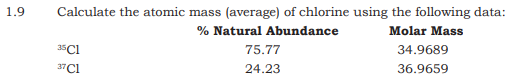 1.9 Calculate the atomic mass (average) of chlorine using the following data:
% Natural Abundance Molar Mass
³⁵Cl 75.77 34.9689
³⁷Cl 24.23 36.9659